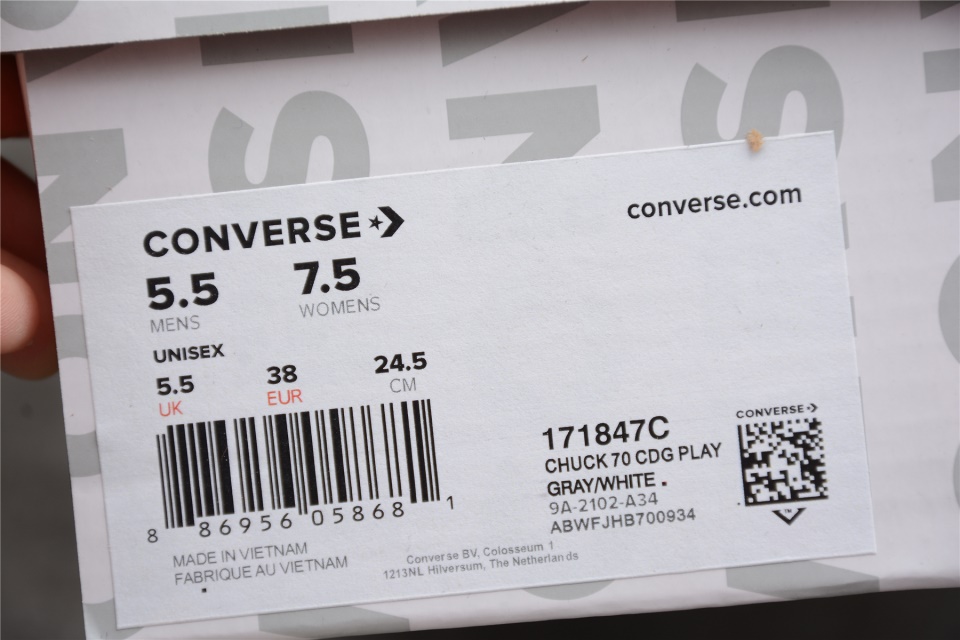 CONVERSE
converse.com
5.5 7.5
MENS WOMENS
UNISEX
5.5 38 24.5
UK EUR CM
8 86956 05868 1
171847C
CHUCK 70 CDG PLAY
GRAY/WHITE .
9A-2102-A34
ABWFJHB700934
CONVERSE
TM
MADE IN VIETNAM
FABRIQUE AU VIETNAM
Converse BV, Colosseum 1
1213NL Hilversum, The Netherlands